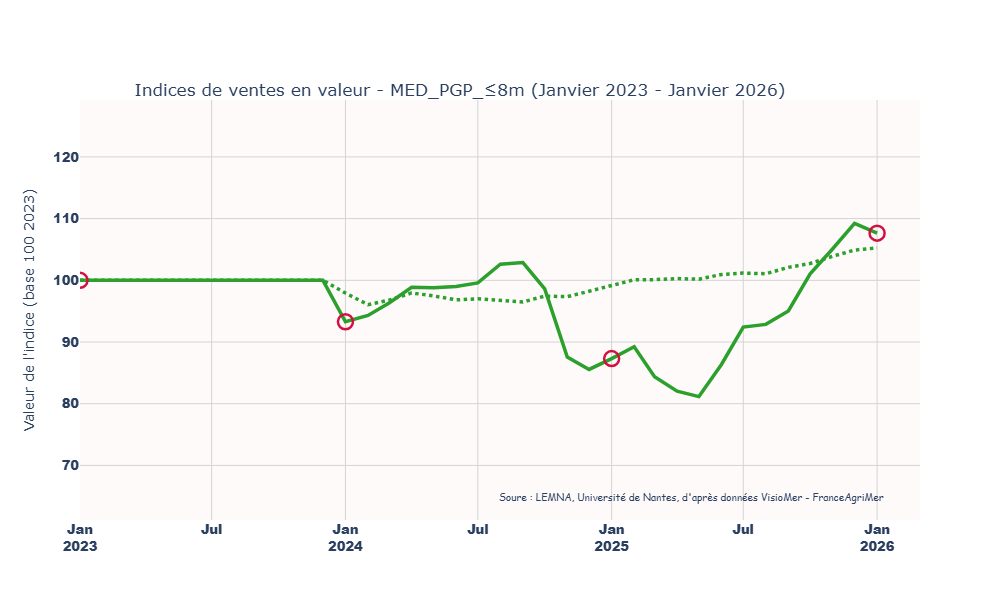 Indices de ventes en valeur - MED_PGP_≤8m (Janvier 2023 - Janvier 2026)
Valeur de l'indice (base 100 2023)
120
110
100
90
80
70
Soure : LEMNA, Université de Nantes, d'après données VisioMer - FranceAgriMer
Jan Jul Jan Jul Jan Jul Jan
2023 2024 2025 2026